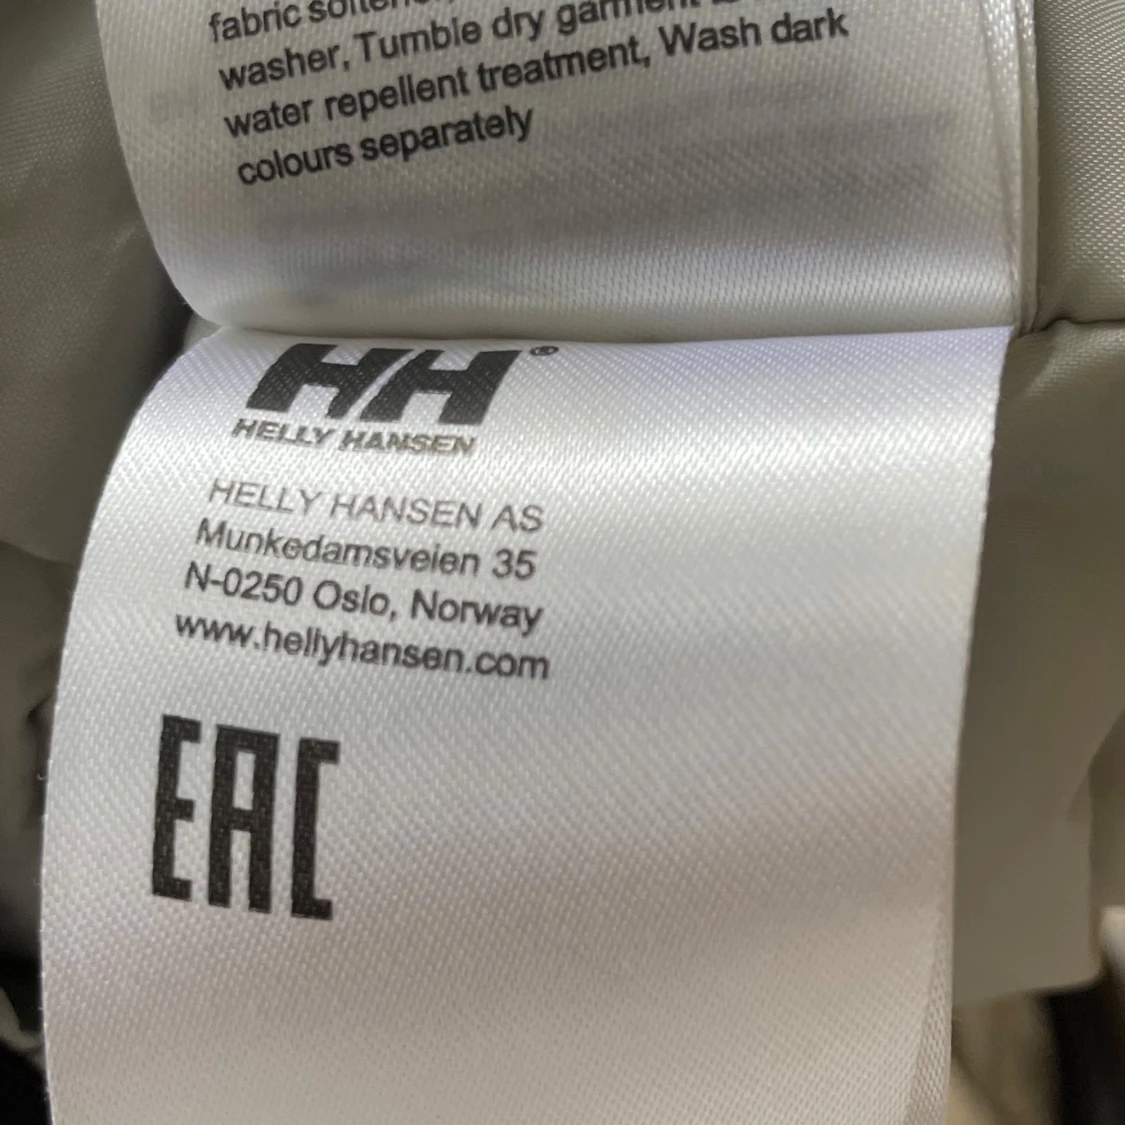 fabric
washer, Tumble dry garment
water repellent treatment, Wash dark
colours separately
HH®
HELLY HANSEN
HELLY HANSEN AS
Munkedamsveien 35
N-0250 Oslo, Norway
www.hellyhansen.com
EAC